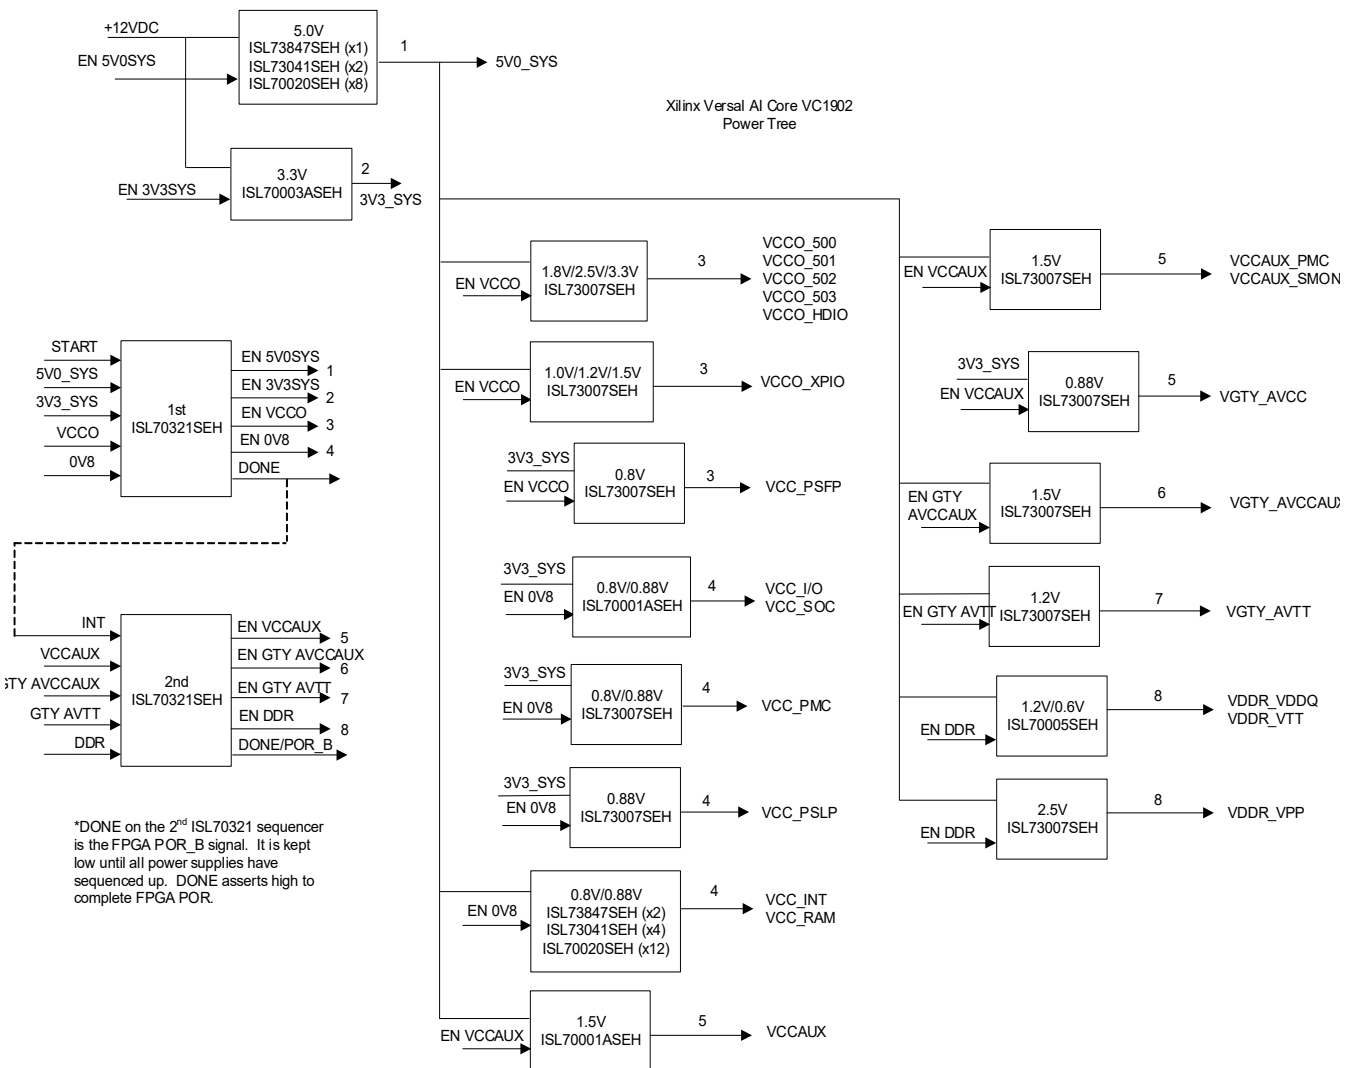 +12VDC
EN 5V0SYS
5.0V
ISL73847SEH (x1)
ISL73041SEH (x2)
ISL70020SEH (x8)
1
5V0_SYS
Xilinx Versal AI Core VC1902
Power Tree
EN 3V3SYS
3.3V
ISL70003ASEH
2
3V3_SYS
EN VCCO
1.8V/2.5V/3.3V
ISL73007SEH
3
VCCO_500
VCCO_501
VCCO_502
VCCO_503
VCCO_HDIO
EN VCCAUX
1.5V
ISL73007SEH
5
VCCAUX_PMC
VCCAUX_SMON
START
5V0_SYS
3V3_SYS
VCCO
0V8
1st
ISL70321SEH
EN 5V0SYS
1
EN 3V3SYS
2
EN VCCO
3
EN 0V8
4
DONE
EN VCCO
1.0V/1.2V/1.5V
ISL73007SEH
3
VCCO_XPIO
3V3_SYS
EN VCCAUX
0.88V
ISL73007SEH
5
VGTY_AVCC
3V3_SYS
EN VCCO
0.8V
ISL73007SEH
3
VCC_PSFP
EN GTY
AVCCAUX
1.5V
ISL73007SEH
6
VGTY_AVCCAUX
3V3_SYS
EN 0V8
0.8V/0.88V
ISL70001ASEH
4
VCC_I/O
VCC_SOC
EN GTY AVTT
1.2V
ISL73007SEH
7
VGTY_AVTT
INT
VCCAUX
GTY AVCCAUX
GTY AVTT
DDR
2nd
ISL70321SEH
EN VCCAUX
5
EN GTY AVCCAUX
6
EN GTY AVTT
7
EN DDR
8
DONE/POR_B
3V3_SYS
EN 0V8
0.8V/0.88V
ISL73007SEH
4
VCC_PMC
EN DDR
1.2V/0.6V
ISL70005SEH
8
VDDR_VDDQ
VDDR_VTT
3V3_SYS
EN 0V8
0.88V
ISL73007SEH
4
VCC_PSLP
EN DDR
2.5V
ISL73007SEH
8
VDDR_VPP
*DONE on the 2nd ISL70321 sequencer
is the FPGA POR_B signal. It is kept
low until all power supplies have
sequenced up. DONE asserts high to
complete FPGA POR.
EN 0V8
0.8V/0.88V
ISL73847SEH (x2)
ISL73041SEH (x4)
ISL70020SEH (x12)
4
VCC_INT
VCC_RAM
EN VCCAUX
1.5V
ISL70001ASEH
5
VCCAUX